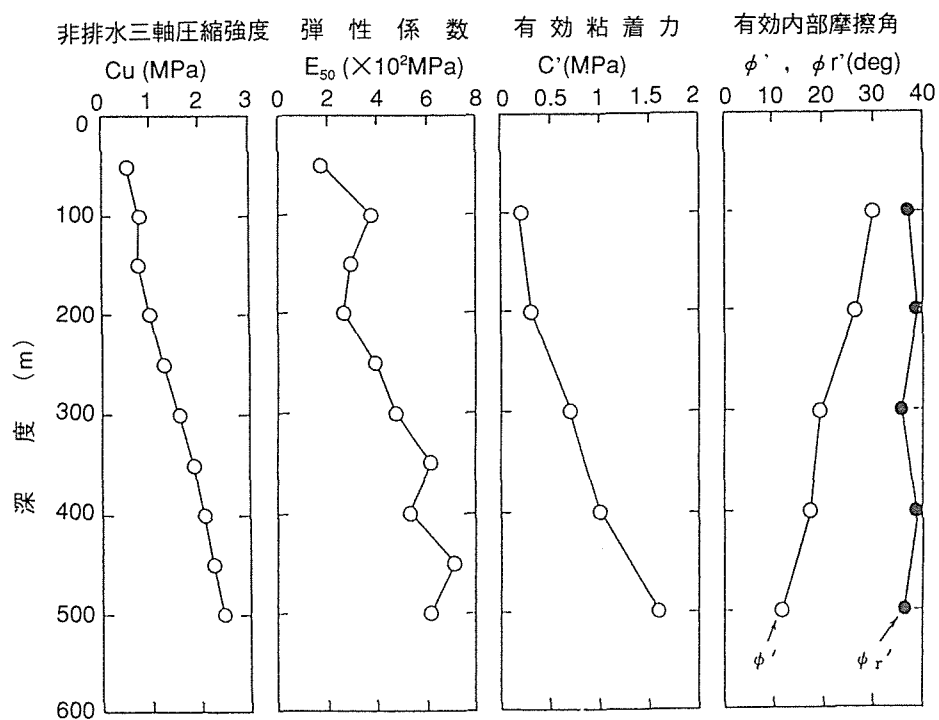 非排水三軸圧縮強度 弾性係数 有効粘着力 有効内部摩擦角
Cu (MPa) E50 (×10²MPa) C'(MPa) φ', φr'(deg)
0 1 2 3 0 2 4 6 8 0 0.5 1 1.5 2 0 10 20 30 40
0
100
200
300
400
500
600
深度 (m)
φ' φr'